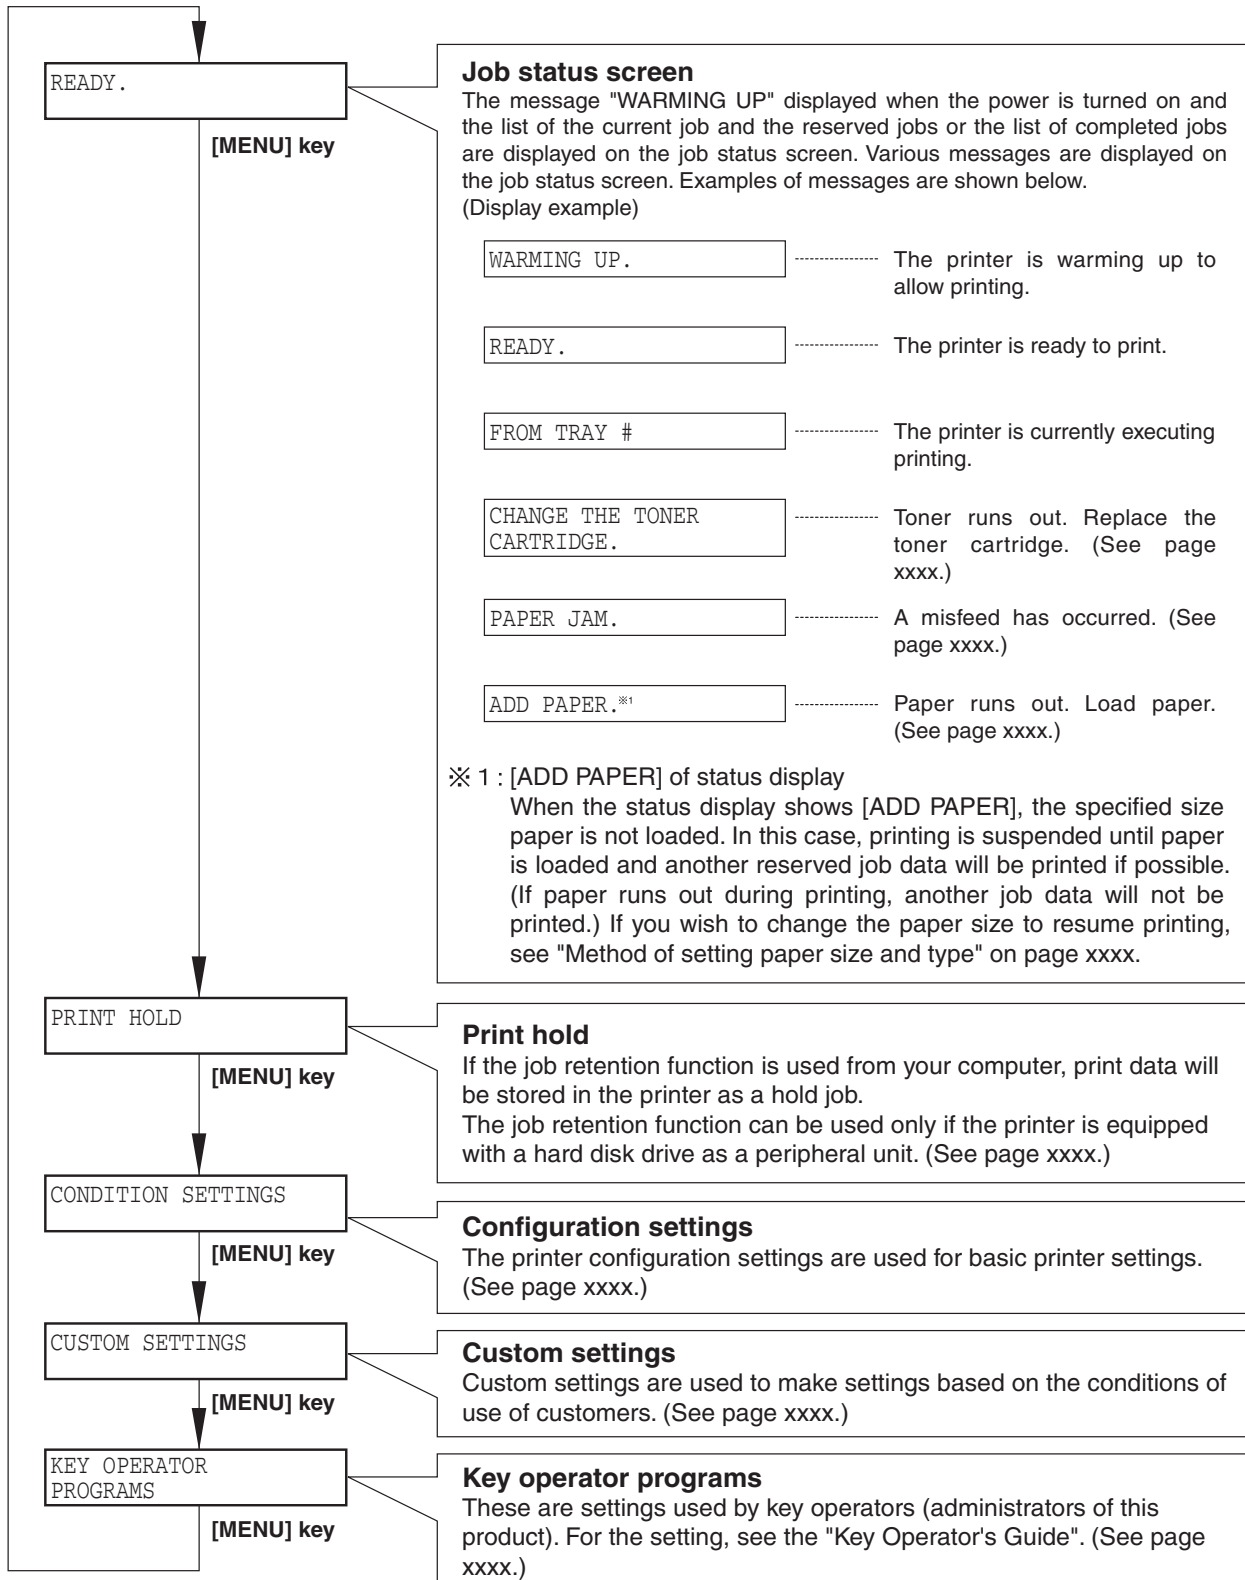 READY.
[MENU] key
Job status screen
The message "WARMING UP" displayed when the power is turned on and
the list of the current job and the reserved jobs or the list of completed jobs
are displayed on the job status screen. Various messages are displayed on
the job status screen. Examples of messages are shown below.
(Display example)
WARMING UP.
The printer is warming up to
allow printing.
READY.
The printer is ready to print.
FROM TRAY #
The printer is currently executing
printing.
CHANGE THE TONER
CARTRIDGE.
Toner runs out. Replace the
toner cartridge. (See page
xxxx.)
PAPER JAM.
A misfeed has occurred. (See
page xxxx.)
ADD PAPER.※1
Paper runs out. Load paper.
(See page xxxx.)
※ 1 : [ADD PAPER] of status display
When the status display shows [ADD PAPER], the specified size
paper is not loaded. In this case, printing is suspended until paper
is loaded and another reserved job data will be printed if possible.
(If paper runs out during printing, another job data will not be
printed.) If you wish to change the paper size to resume printing,
see "Method of setting paper size and type" on page xxxx.
PRINT HOLD
[MENU] key
Print hold
If the job retention function is used from your computer, print data will
be stored in the printer as a hold job.
The job retention function can be used only if the printer is equipped
with a hard disk drive as a peripheral unit. (See page xxxx.)
CONDITION SETTINGS
[MENU] key
Configuration settings
The printer configuration settings are used for basic printer settings.
(See page xxxx.)
CUSTOM SETTINGS
[MENU] key
Custom settings
Custom settings are used to make settings based on the conditions of
use of customers. (See page xxxx.)
KEY OPERATOR
PROGRAMS
[MENU] key
Key operator programs
These are settings used by key operators (administrators of this
product). For the setting, see the "Key Operator's Guide". (See page
xxxx.)